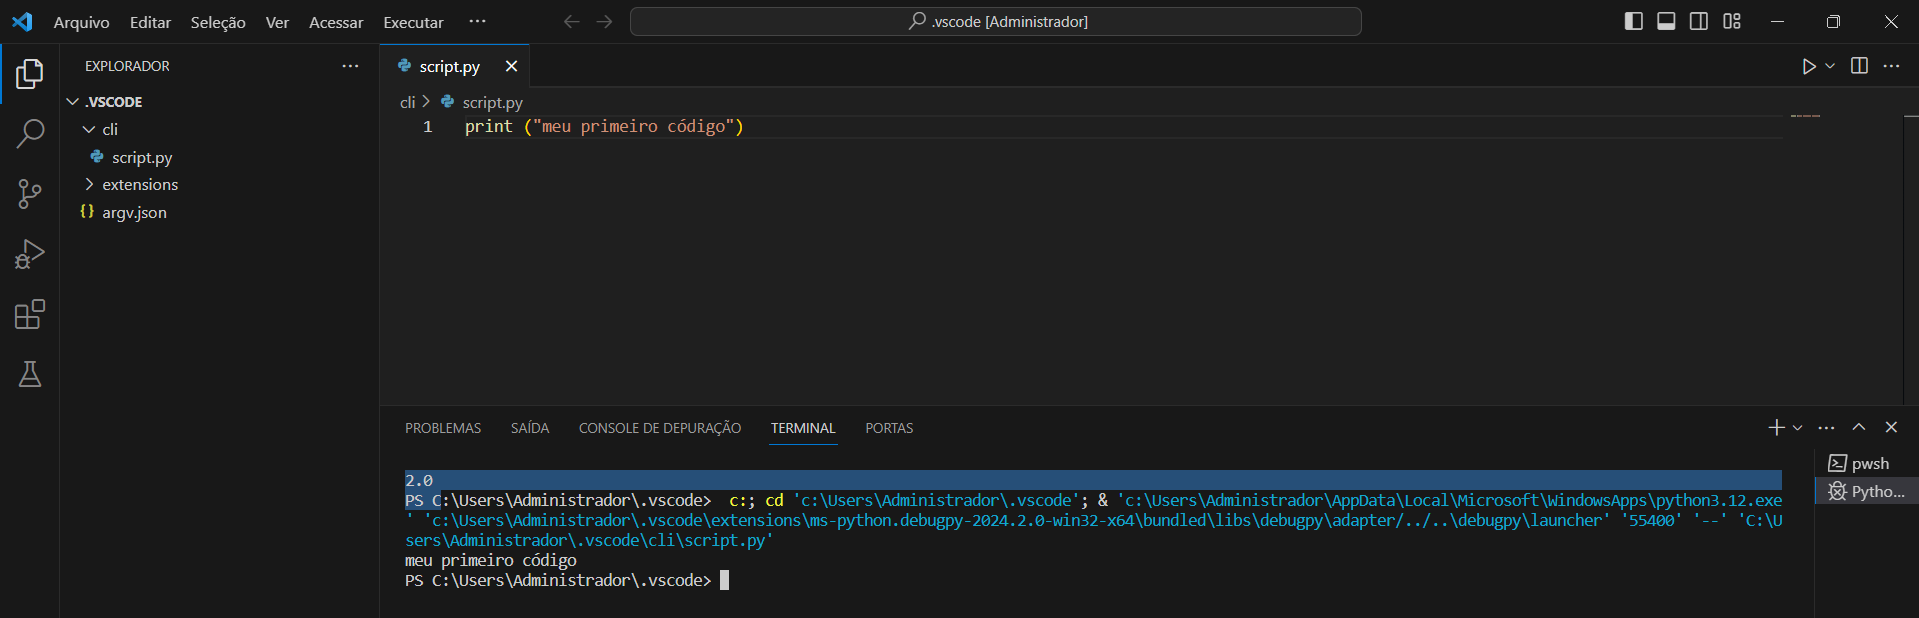 Arquivo Editar Seleção Ver Acessar Executar ··· .vscode [Administrador]
EXPLORADOR ···
.VSCODE
cli
script.py
extensions
{} argv.json
script.py
cli > script.py
1 print ("meu primeiro código")
PROBLEMAS SAÍDA CONSOLE DE DEPURAÇÃO TERMINAL PORTAS
2.0
PS C:\Users\Administrador\.vscode>  c:; cd 'c:\Users\Administrador\.vscode'; & 'c:\Users\Administrador\AppData\Local\Microsoft\WindowsApps\python3.12.exe
' 'c:\Users\Administrador\.vscode\extensions\ms-python.debugpy-2024.2.0-win32-x64\bundled\libs\debugpy\adapter/../..\debugpy\launcher' '55400' '--' 'C:\U
sers\Administrador\.vscode\cli\script.py'
meu primeiro código
PS C:\Users\Administrador\.vscode>
pwsh
Pytho...